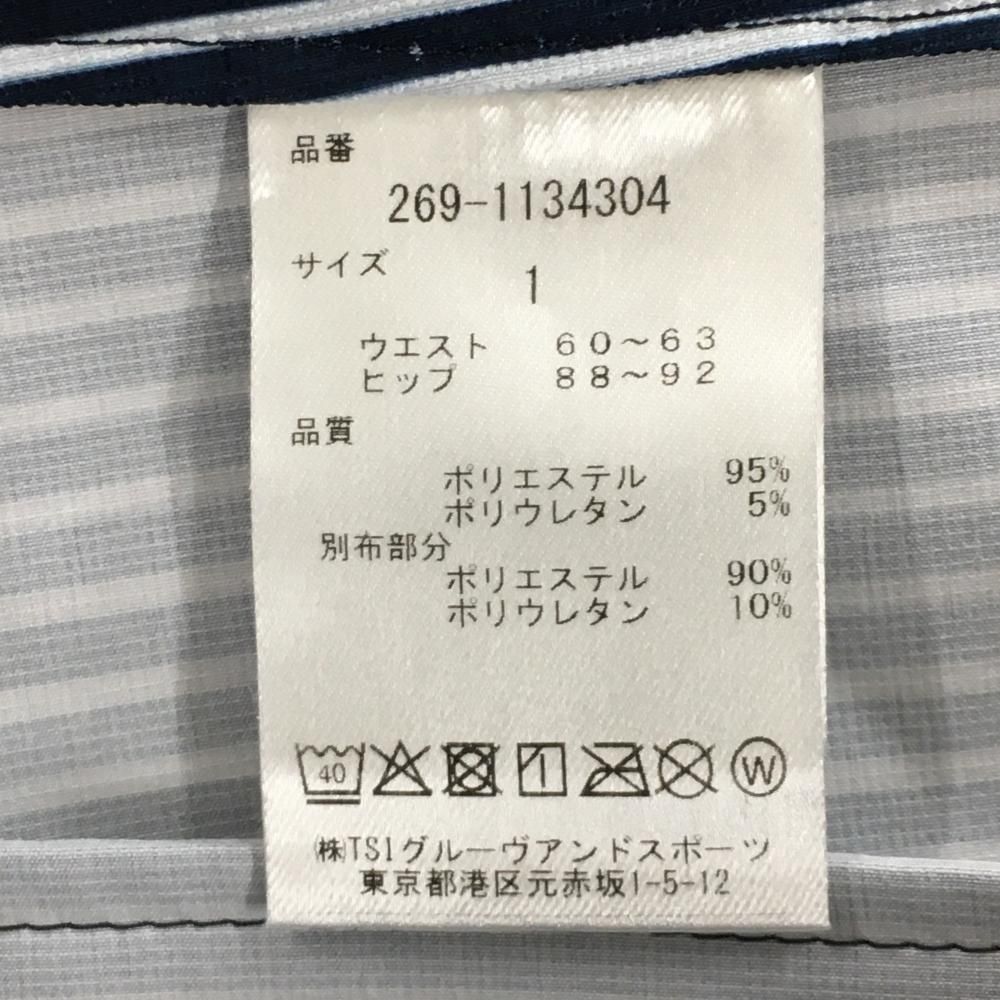 品番
269-1134304
サイズ
1
ウエスト 60～63
ヒップ 88～92
品質
ポリエステル 95%
ポリウレタン 5%
別布部分
ポリエステル 90%
ポリウレタン 10%
40 W
㈱TSIグルーヴアンドスポーツ
東京都港区元赤坂1-5-12